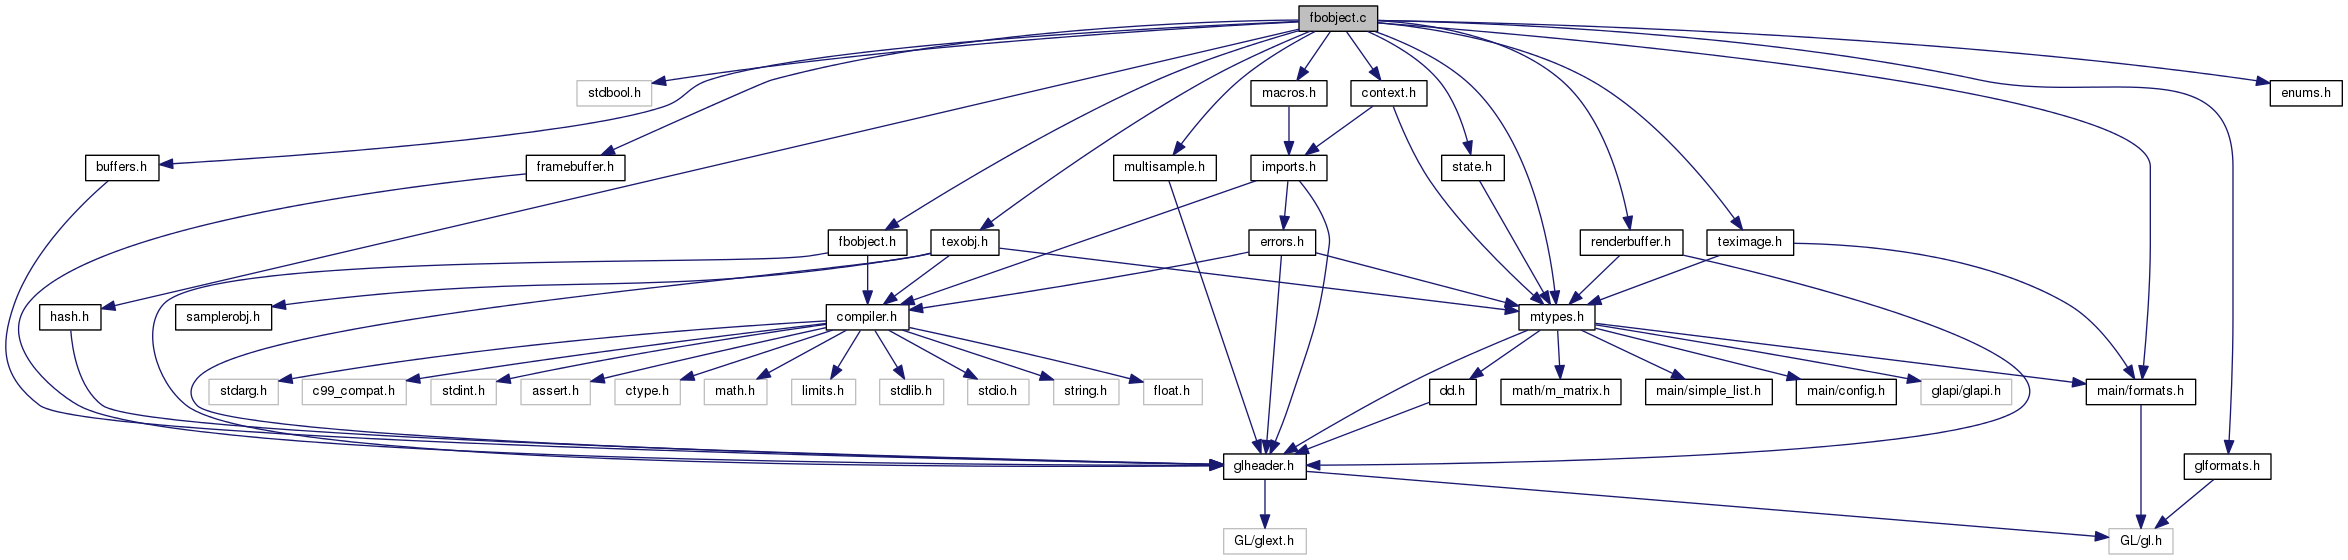 fbobject.c
stdbool.h
macros.h
context.h
enums.h
buffers.h
framebuffer.h
multisample.h
imports.h
state.h
fbobject.h
texobj.h
errors.h
renderbuffer.h
teximage.h
hash.h
samplerobj.h
compiler.h
mtypes.h
stdarg.h
c99_compat.h
stdint.h
assert.h
ctype.h
math.h
limits.h
stdlib.h
stdio.h
string.h
float.h
dd.h
math/m_matrix.h
main/simple_list.h
main/config.h
glapi/glapi.h
main/formats.h
glheader.h
glformats.h
GL/glext.h
GL/gl.h